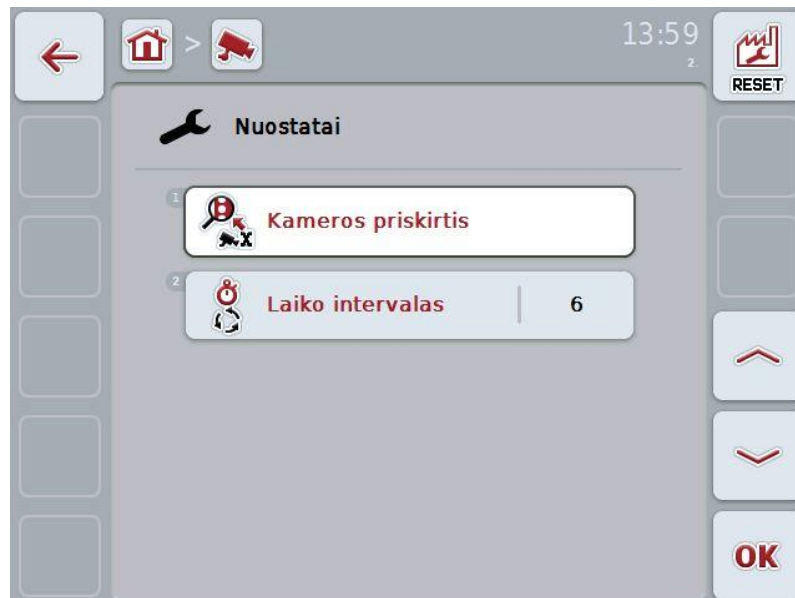 >
13:59
2
RESET
Nuostatai
1
Kameros priskirtis
X
2
Laiko intervalas
6
OK